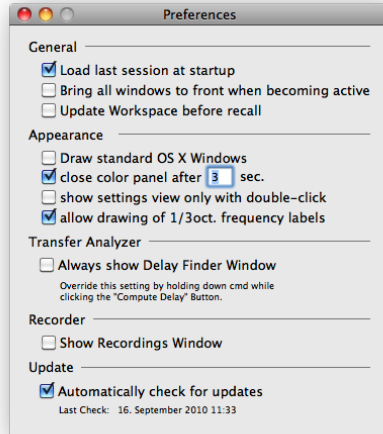 Preferences
General
Load last session at startup
Bring all windows to front when becoming active
Update Workspace before recall
Appearance
Draw standard OS X Windows
close color panel after 3 sec.
show settings view only with double-click
allow drawing of 1/3oct. frequency labels
Transfer Analyzer
Always show Delay Finder Window
Override this setting by holding down cmd while
clicking the "Compute Delay" Button.
Recorder
Show Recordings Window
Update
Automatically check for updates
Last Check: 16. September 2010 11:33